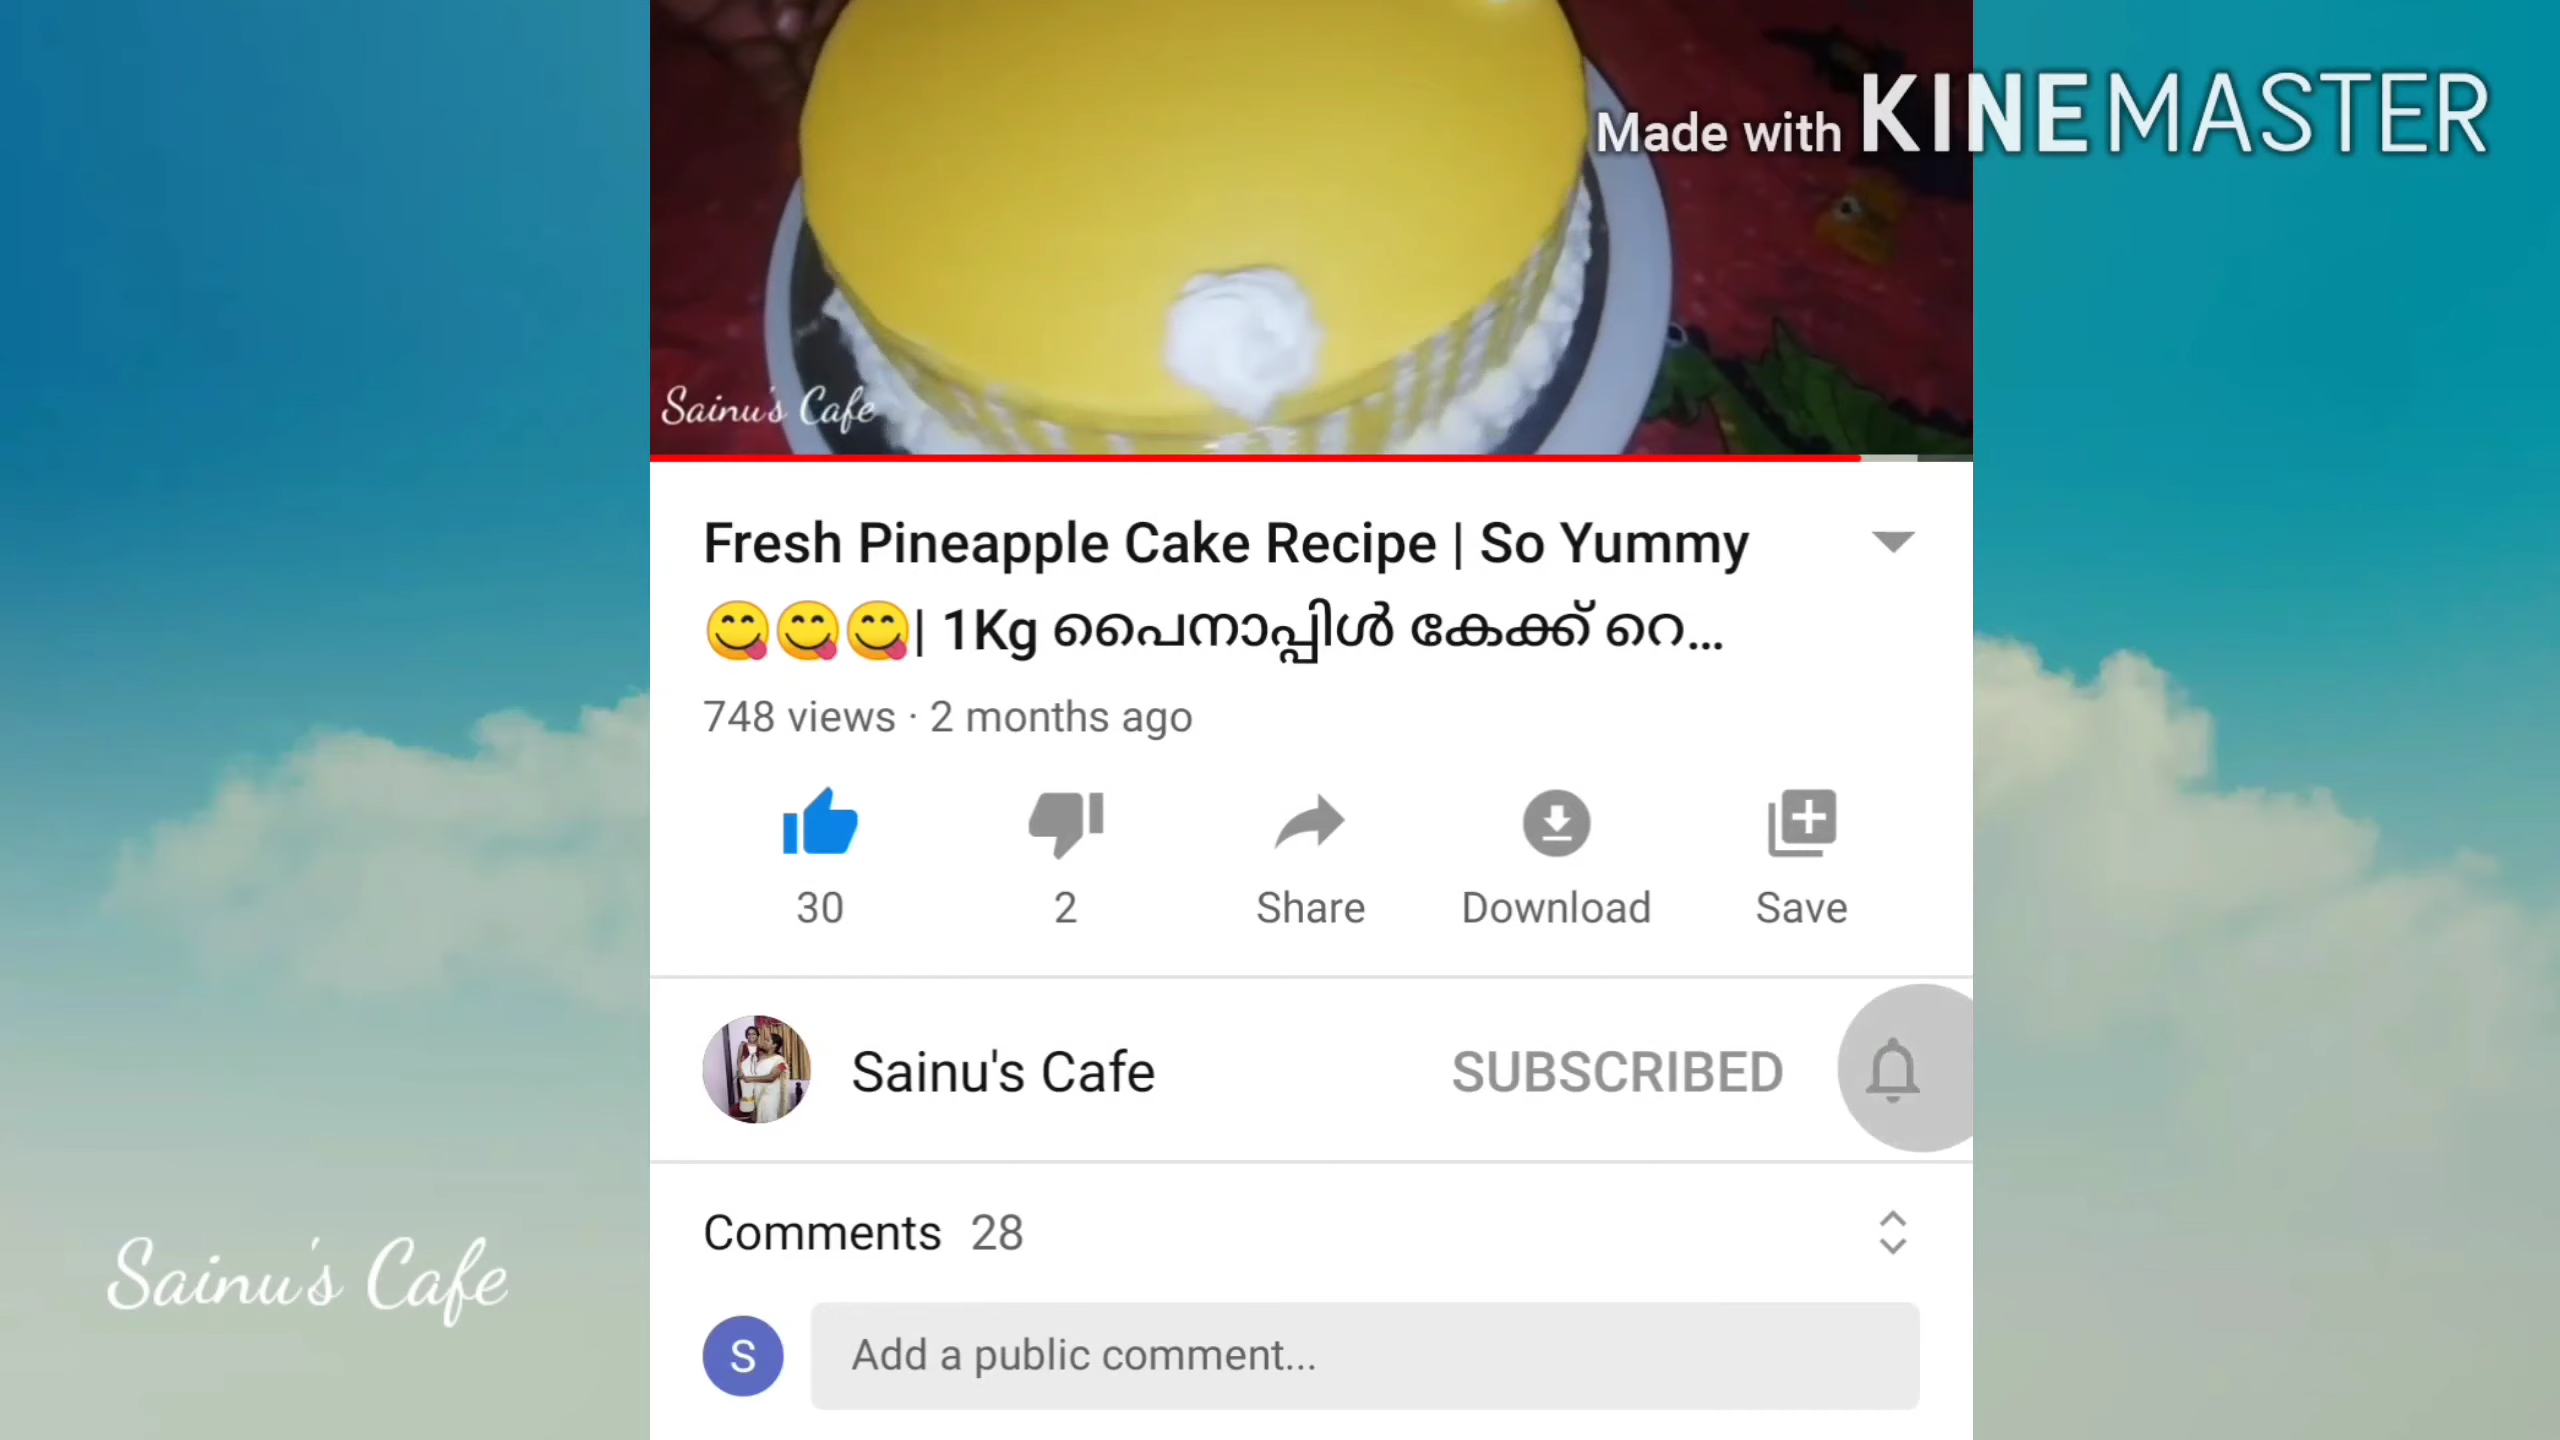 Made with KINEMASTER
Sainu's Cafe
Fresh Pineapple Cake Recipe | So Yummy
😋😋😋| 1Kg പൈനാപ്പിൾ കേക്ക് റെ...
748 views · 2 months ago
30 2 Share Download Save
Sainu's Cafe SUBSCRIBED
Comments 28
Sainu's Cafe
S Add a public comment...